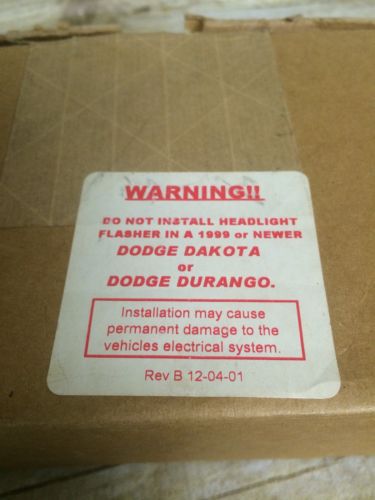 WARNING!!
DO NOT INSTALL HEADLIGHT
FLASHER IN A 1999 or NEWER
DODGE DAKOTA
or
DODGE DURANGO.
Installation may cause
permanent damage to the
vehicles electrical system.
Rev B 12-04-01